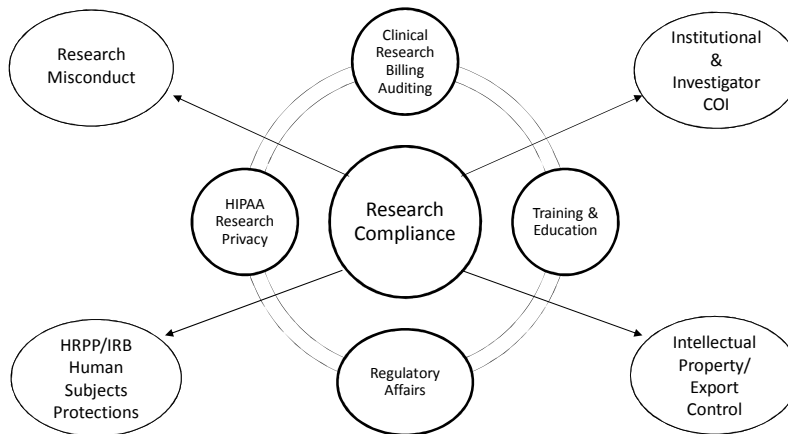 Research
Misconduct
Clinical
Research
Billing
Auditing
Institutional
&
Investigator
COI
HIPAA
Research
Privacy
Research
Compliance
Training &
Education
HRPP/IRB
Human
Subjects
Protections
Regulatory
Affairs
Intellectual
Property/
Export
Control